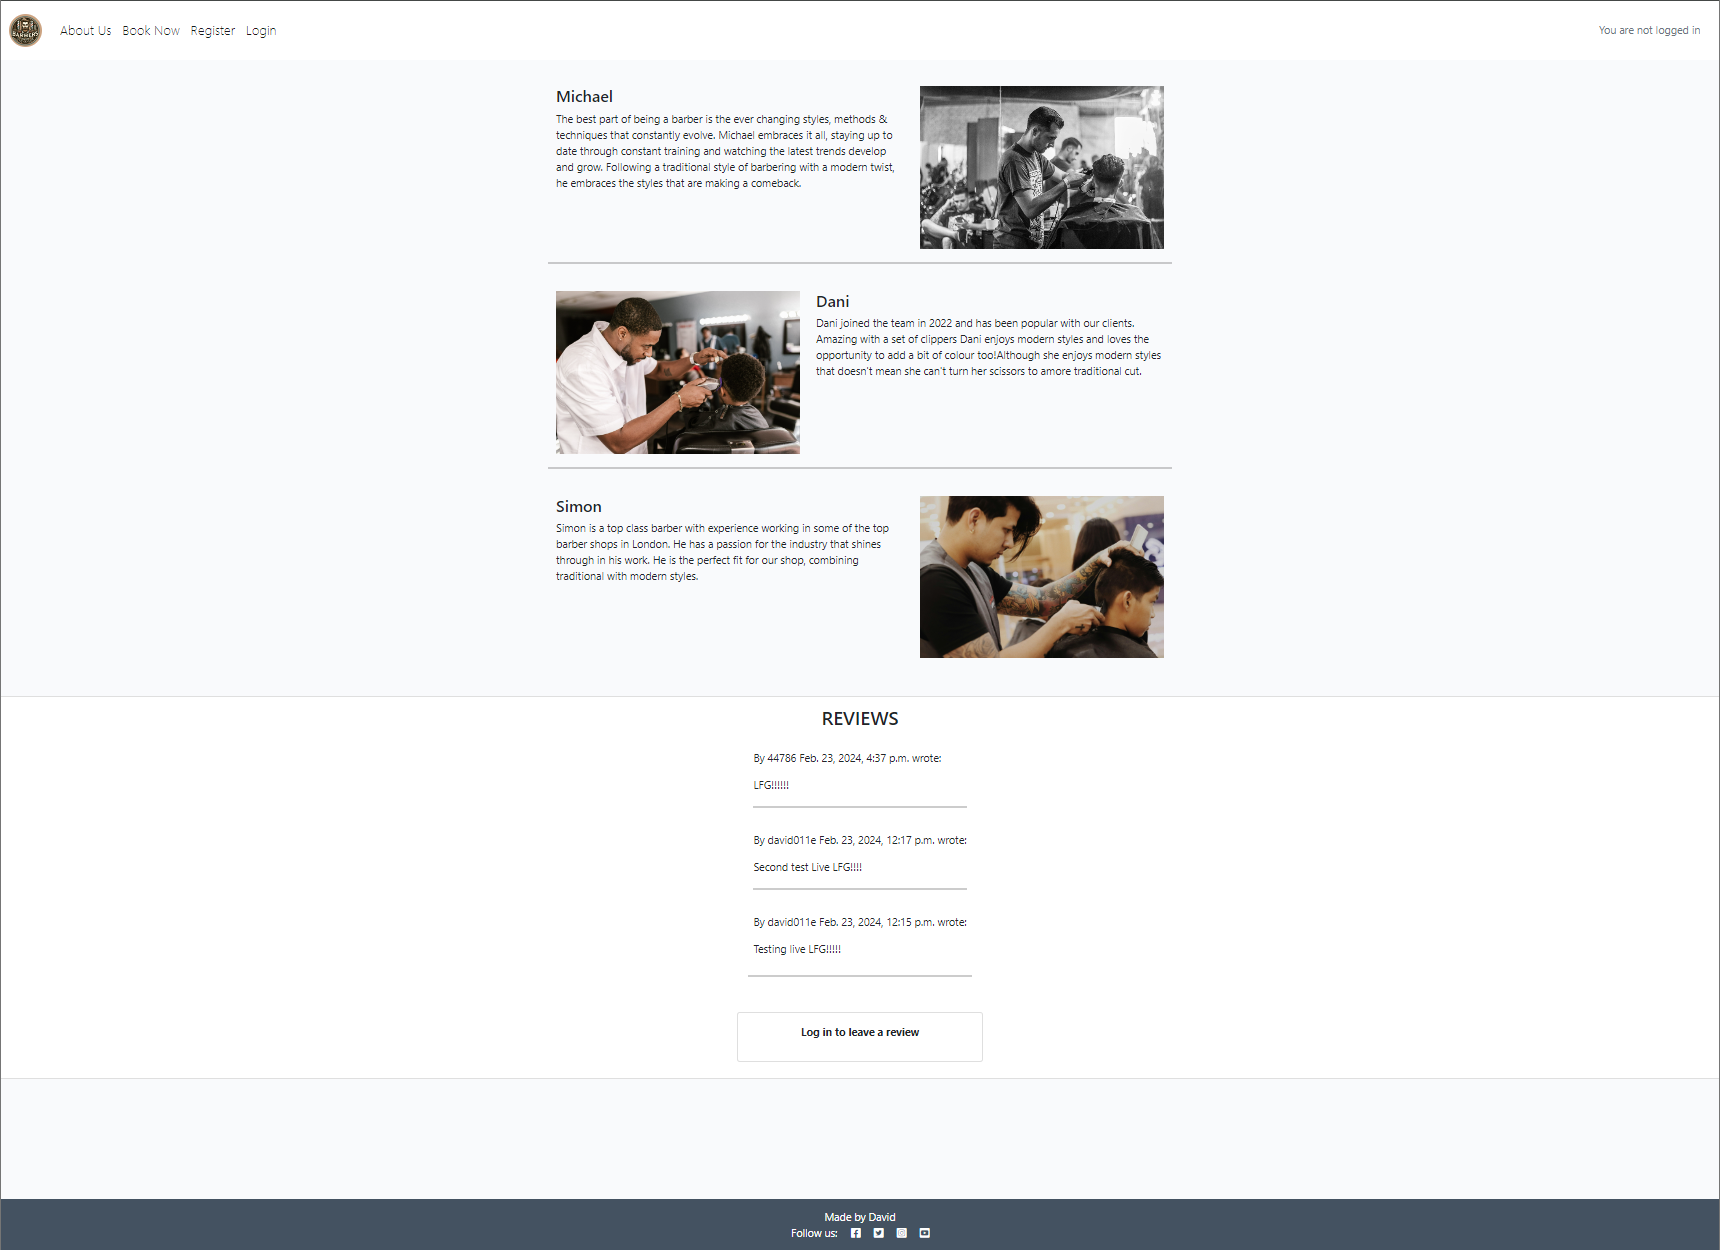 BARBERS
About Us Book Now Register Login
You are not logged in
Michael
The best part of being a barber is the ever changing styles, methods &
techniques that constantly evolve. Michael embraces it all, staying up to
date through constant training and watching the latest trends develop
and grow. Following a traditional style of barbering with a modern twist,
he embraces the styles that are making a comeback.
Dani
Dani joined the team in 2022 and has been popular with our clients.
Amazing with a set of clippers Dani enjoys modern styles and loves the
opportunity to add a bit of colour too!Although she enjoys modern styles
that doesn't mean she can't turn her scissors to amore traditional cut.
Simon
Simon is a top class barber with experience working in some of the top
barber shops in London. He has a passion for the industry that shines
through in his work. He is the perfect fit for our shop, combining
traditional with modern styles.
REVIEWS
By 44786 Feb. 23, 2024, 4:37 p.m. wrote:
LFG!!!!!!
By david011e Feb. 23, 2024, 12:17 p.m. wrote:
Second test Live LFG!!!!
By david011e Feb. 23, 2024, 12:15 p.m. wrote:
Testing live LFG!!!!!
Log in to leave a review
Made by David
Follow us: